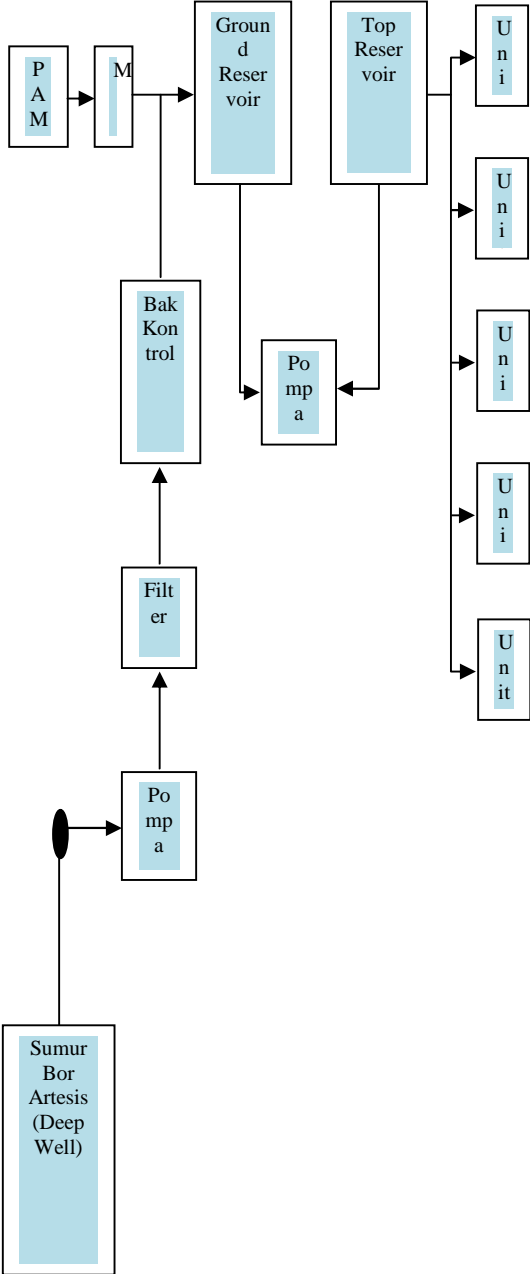 P
A
M
M
Groun
d
Reser
voir
Top
Reser
voir
U
n
i
U
n
i
U
n
i
U
n
i
U
n
it
Bak
Kon
trol
Po
mp
a
Filt
er
Po
mp
a
Sumur
Bor
Artesis
(Deep
Well)